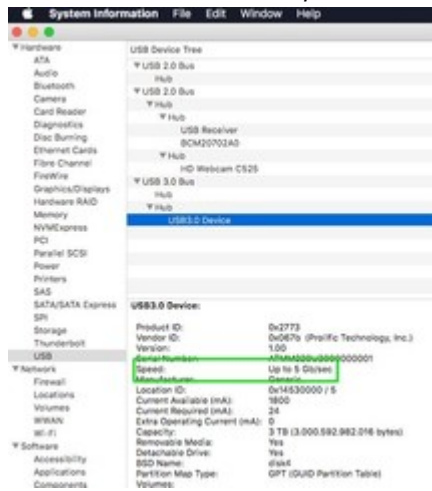 System Information File Edit Window Help
Hardware
ATA
Audio
Bluetooth
Camera
Card Reader
Diagnostics
Disc Burning
Ethernet Cards
Fibre Channel
FireWire
Graphics/Displays
Hardware RAID
Memory
NVMExpress
PCI
Parallel SCSI
Power
Printers
SAS
SATA/SATA Express
SPI
Storage
Thunderbolt
USB
Network
Firewall
Locations
Volumes
WWAN
Wi-Fi
Software
Accessibility
Applications
Components
USB Device Tree
USB 2.0 Bus
Hub
USB 2.0 Bus
Hub
Hub
USB Receiver
BCM20702A0
Hub
HD Webcam C525
USB 3.0 Bus
Hub
Hub
USB3.0 Device
USB3.0 Device:
Product ID: 0x2773
Vendor ID: 0x067b (Prolific Technology, Inc.)
Version: 1.00
Serial Number:
Speed: Up to 5 Gb/sec
Manufacturer: Generic
Location ID: 0x14530000 / 5
Current Available (mA): 1800
Current Required (mA): 24
Extra Operating Current (mA): 0
Capacity: 3 TB (3.000.592.982.016 bytes)
Removable Media: Yes
Detachable Drive: Yes
BSD Name: disk4
Partition Map Type: GPT (GUID Partition Table)
Volumes: